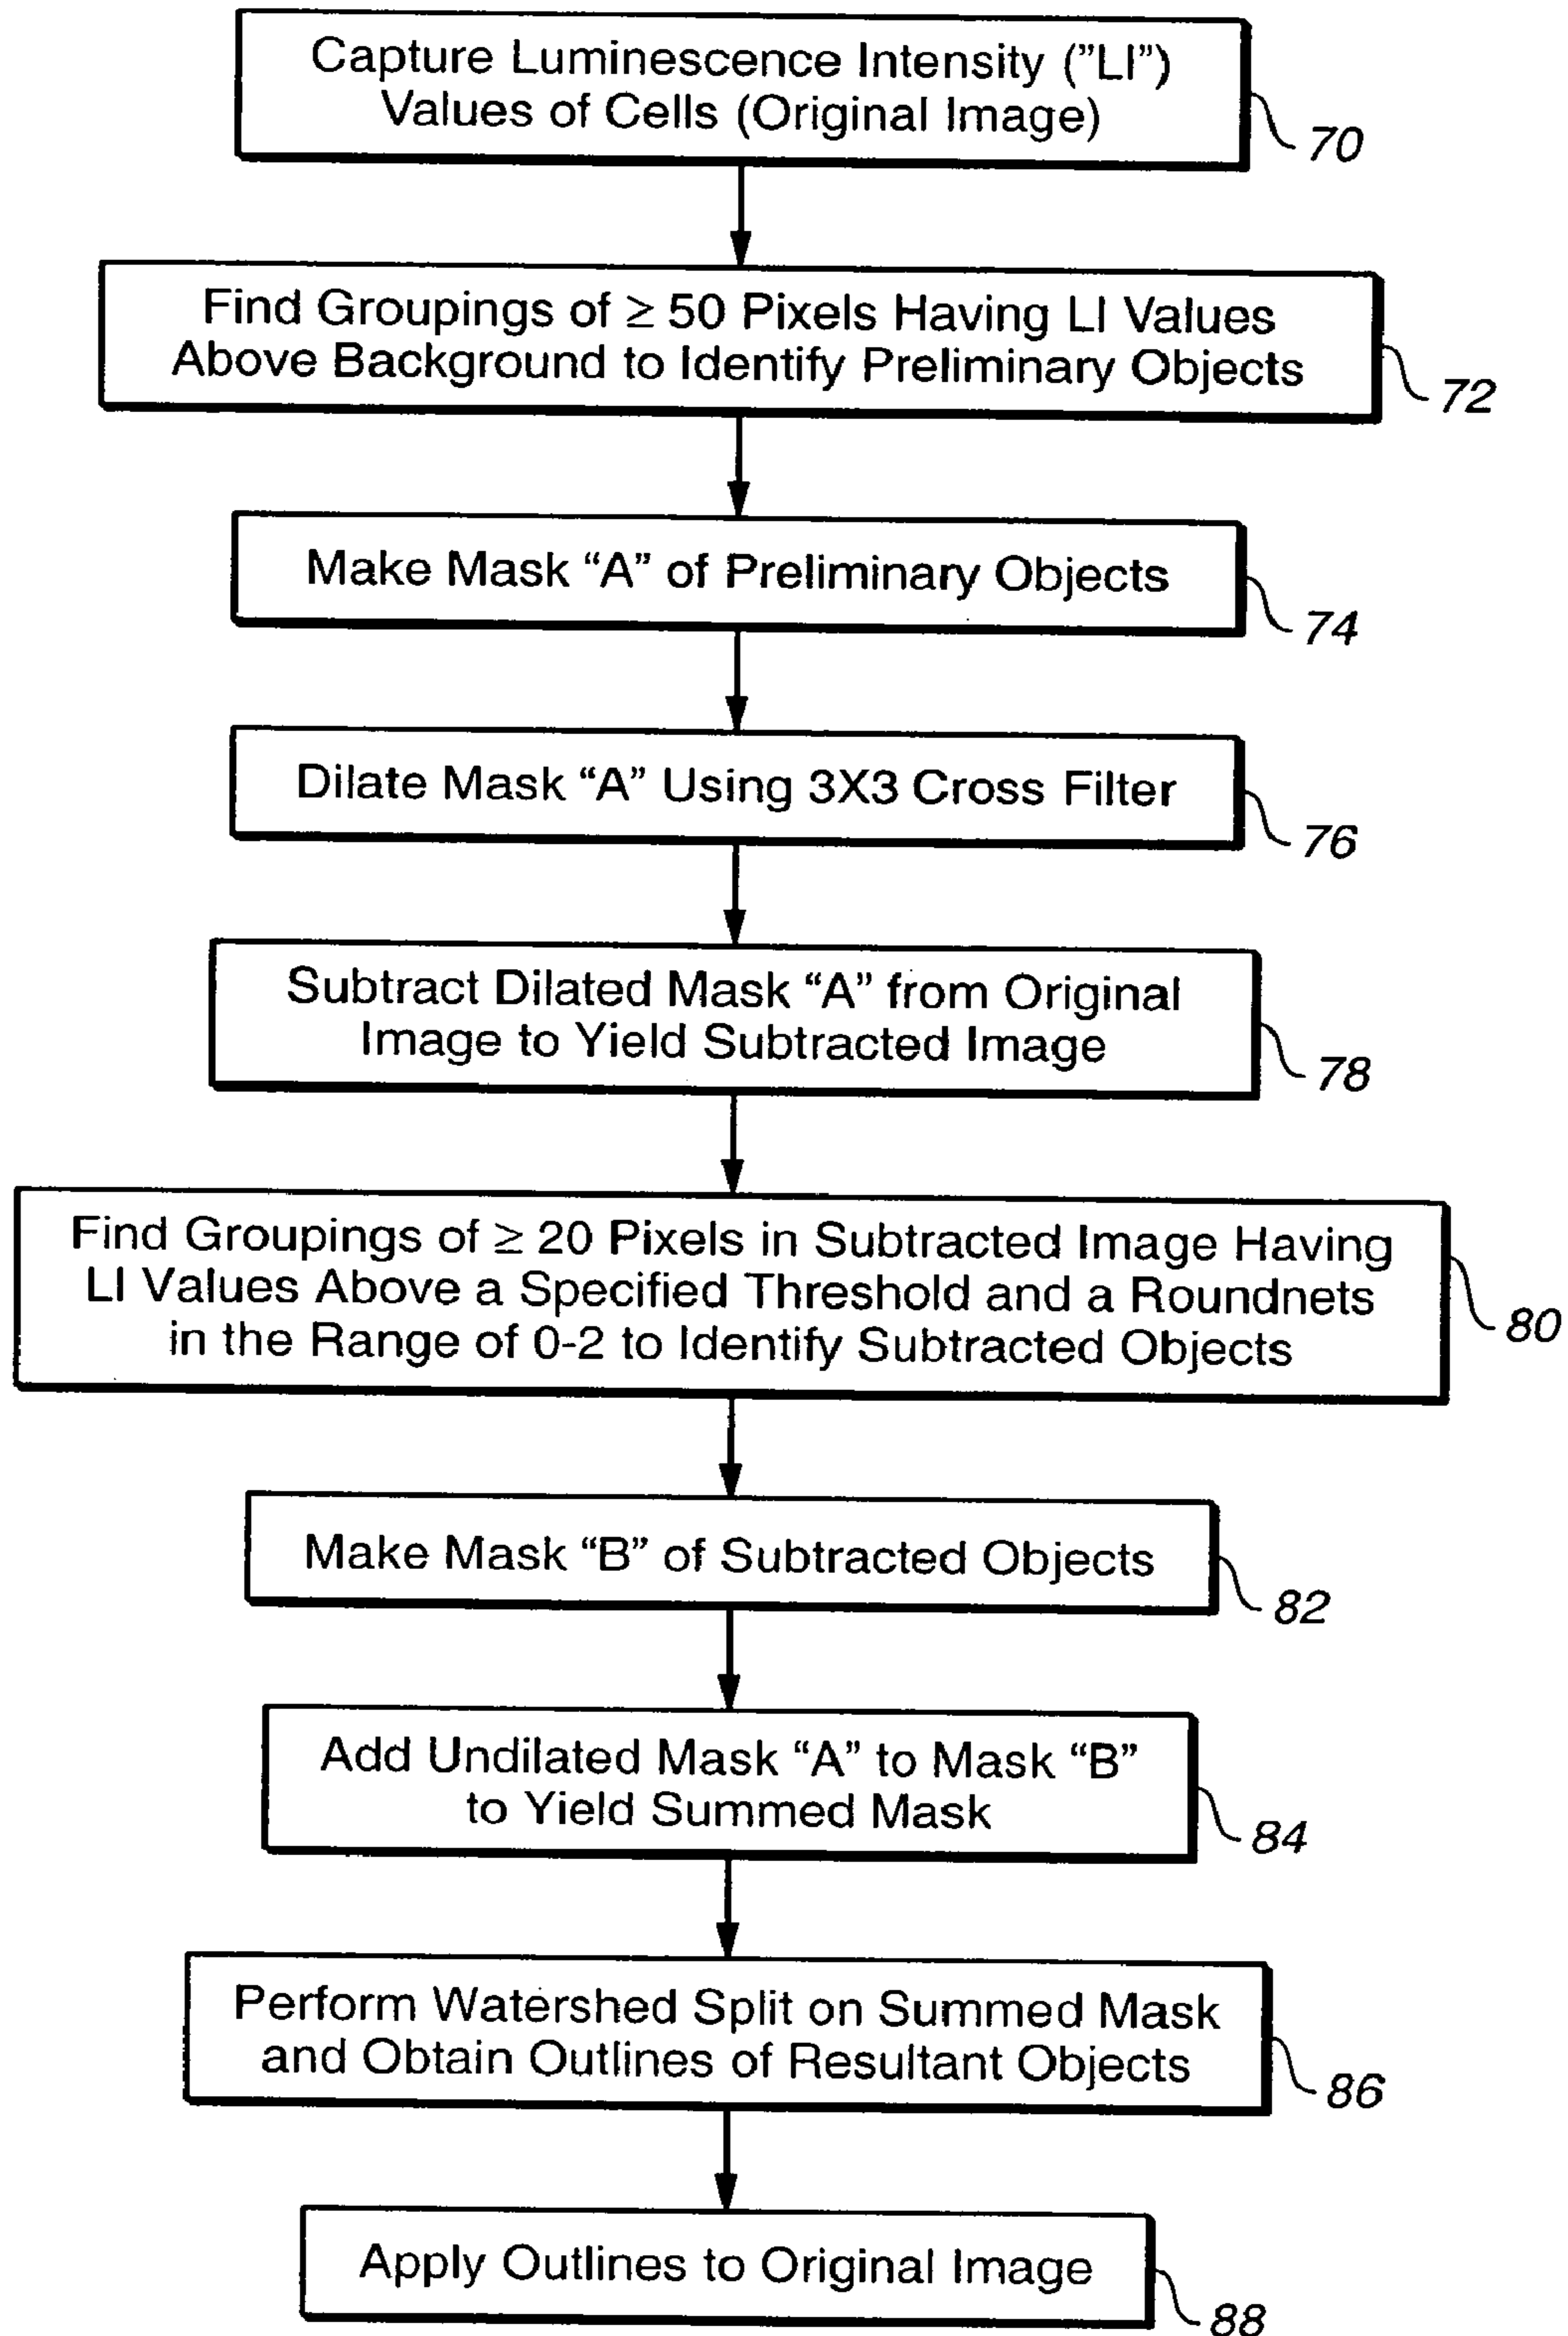 Capture Luminescence Intensity (”LI”)
Values of Cells (Original Image)
70
Find Groupings of ≥ 50 Pixels Having LI Values
Above Background to Identify Preliminary Objects
72
Make Mask “A” of Preliminary Objects
74
Dilate Mask “A” Using 3X3 Cross Filter
76
Subtract Dilated Mask “A” from Original
Image to Yield Subtracted Image
78
Find Groupings of ≥ 20 Pixels in Subtracted Image Having
LI Values Above a Specified Threshold and a Roundnets
in the Range of 0-2 to Identify Subtracted Objects
80
Make Mask “B” of Subtracted Objects
82
Add Undilated Mask “A” to Mask “B”
to Yield Summed Mask
84
Perform Watershed Split on Summed Mask
and Obtain Outlines of Resultant Objects
86
Apply Outlines to Original Image
88